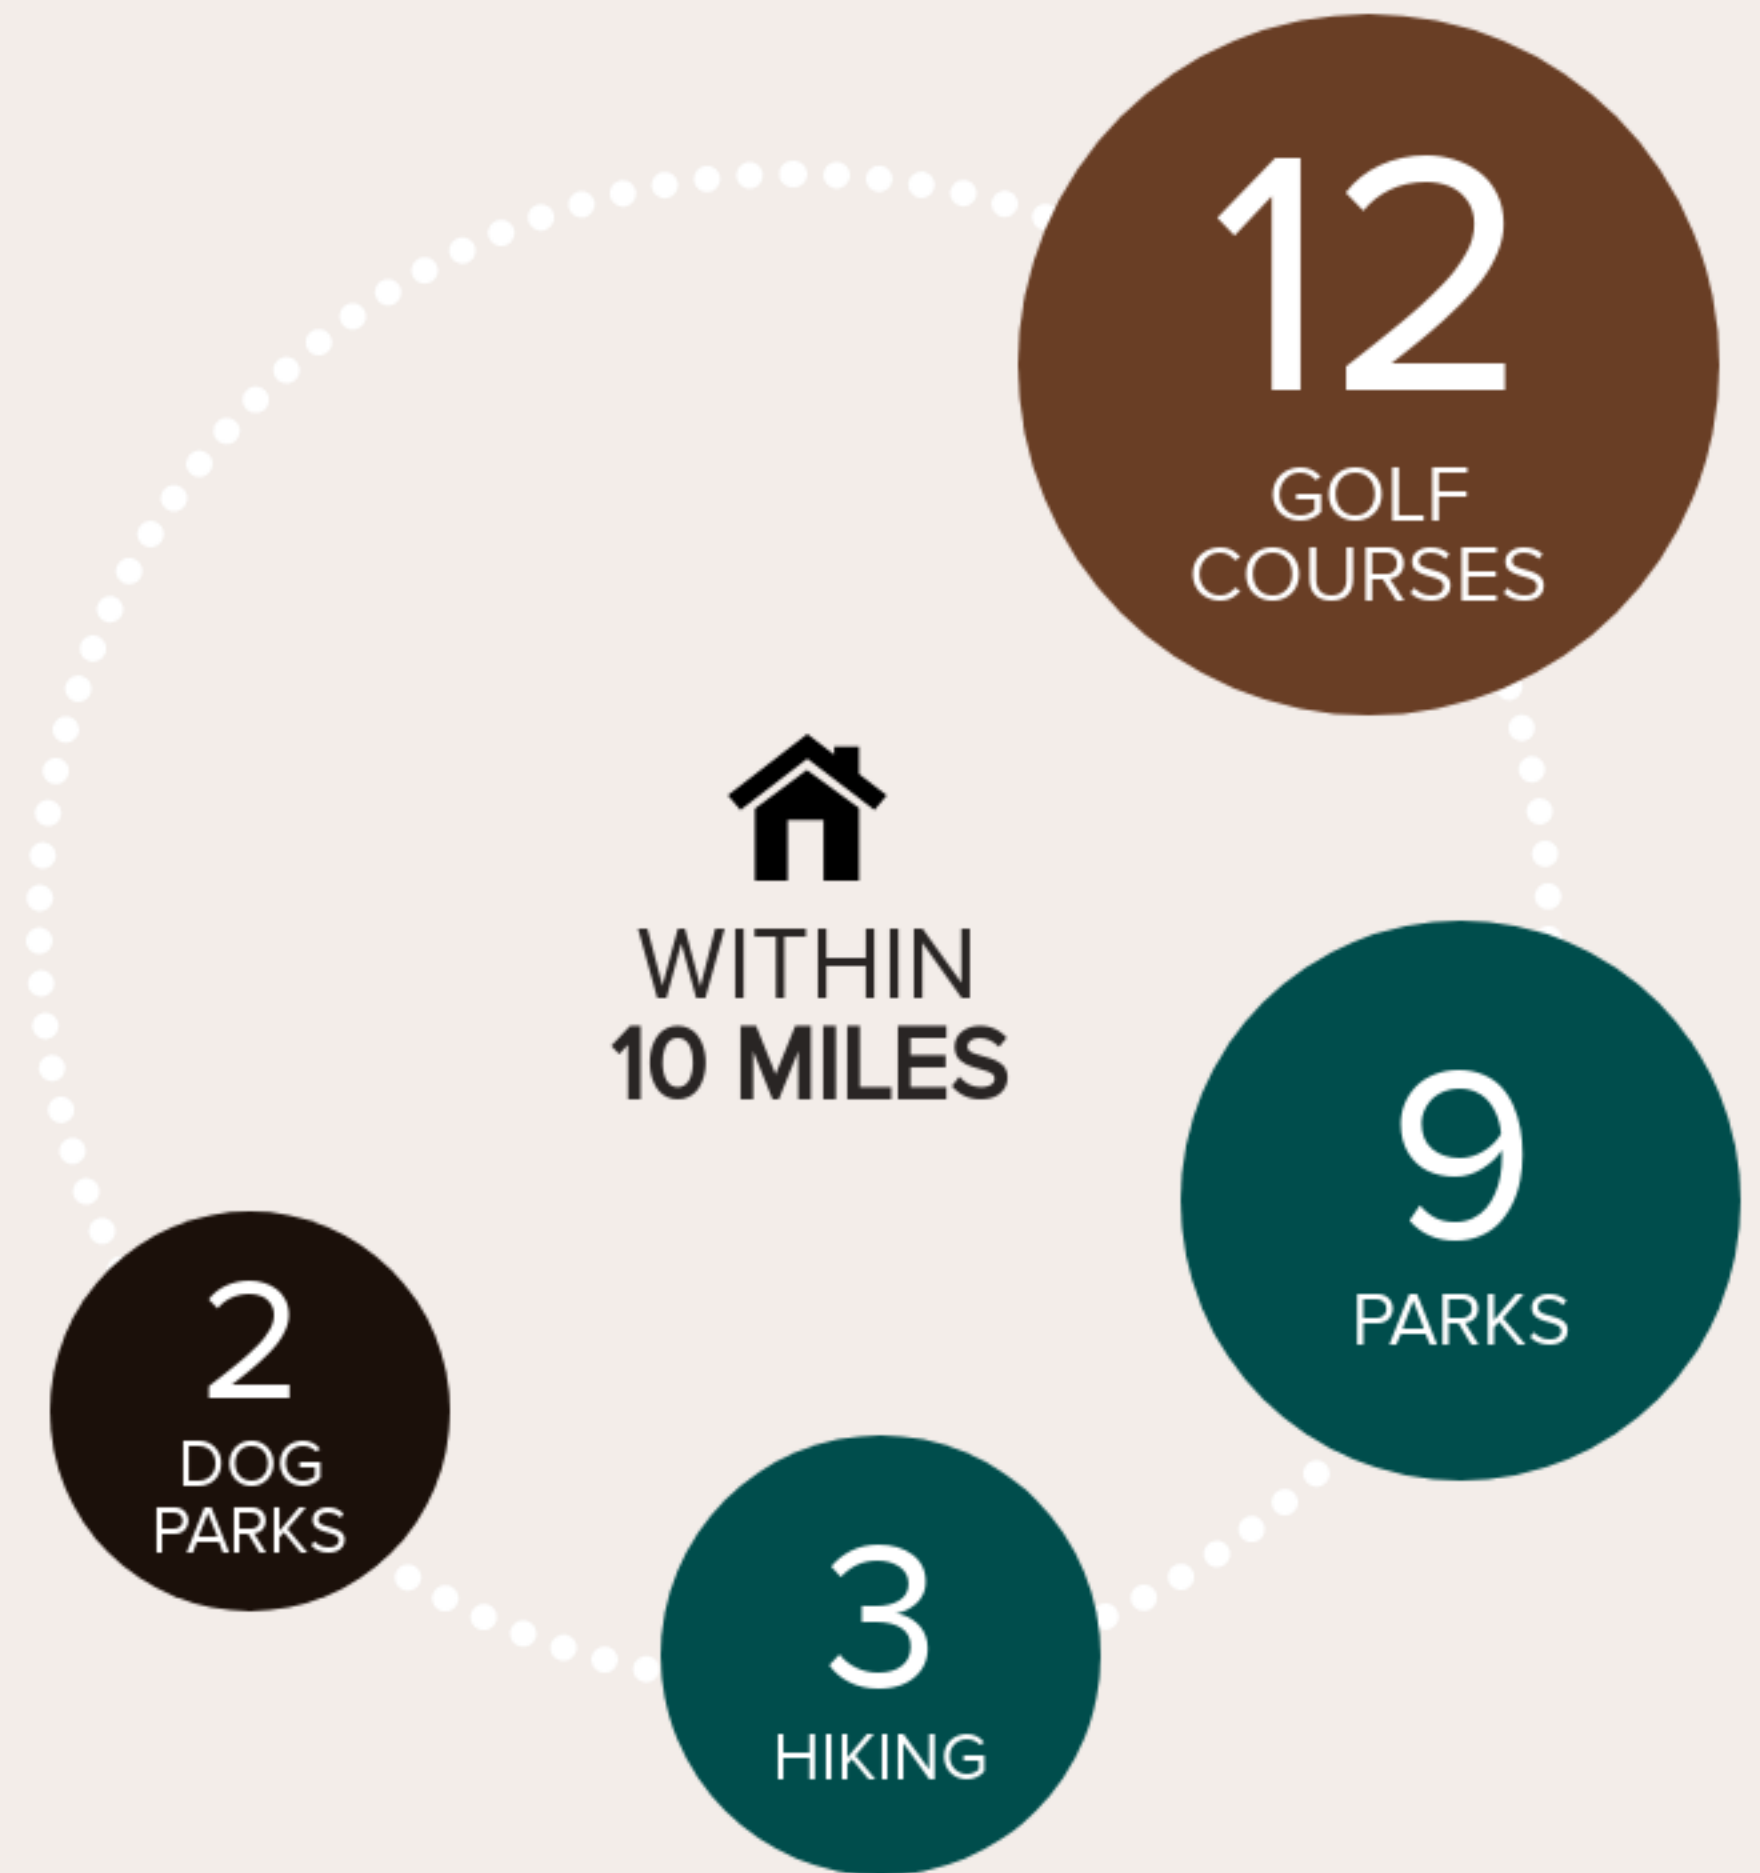 12
GOLF
COURSES
WITHIN
10 MILES
9
PARKS
2
DOG
PARKS
3
HIKING